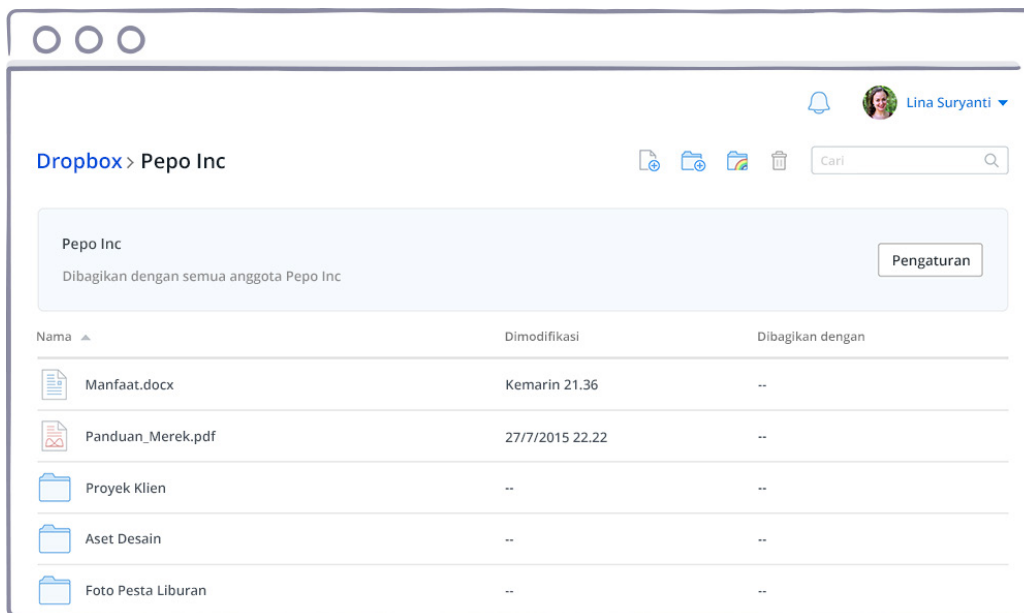 Lina Suryanti
Dropbox > Pepo Inc
Cari
Pepo Inc
Dibagikan dengan semua anggota Pepo Inc
Pengaturan
Nama Dimodifikasi Dibagikan dengan
Manfaat.docx Kemarin 21.36 --
Panduan_Merek.pdf 27/7/2015 22.22 --
Proyek Klien -- --
Aset Desain -- --
Foto Pesta Liburan -- --